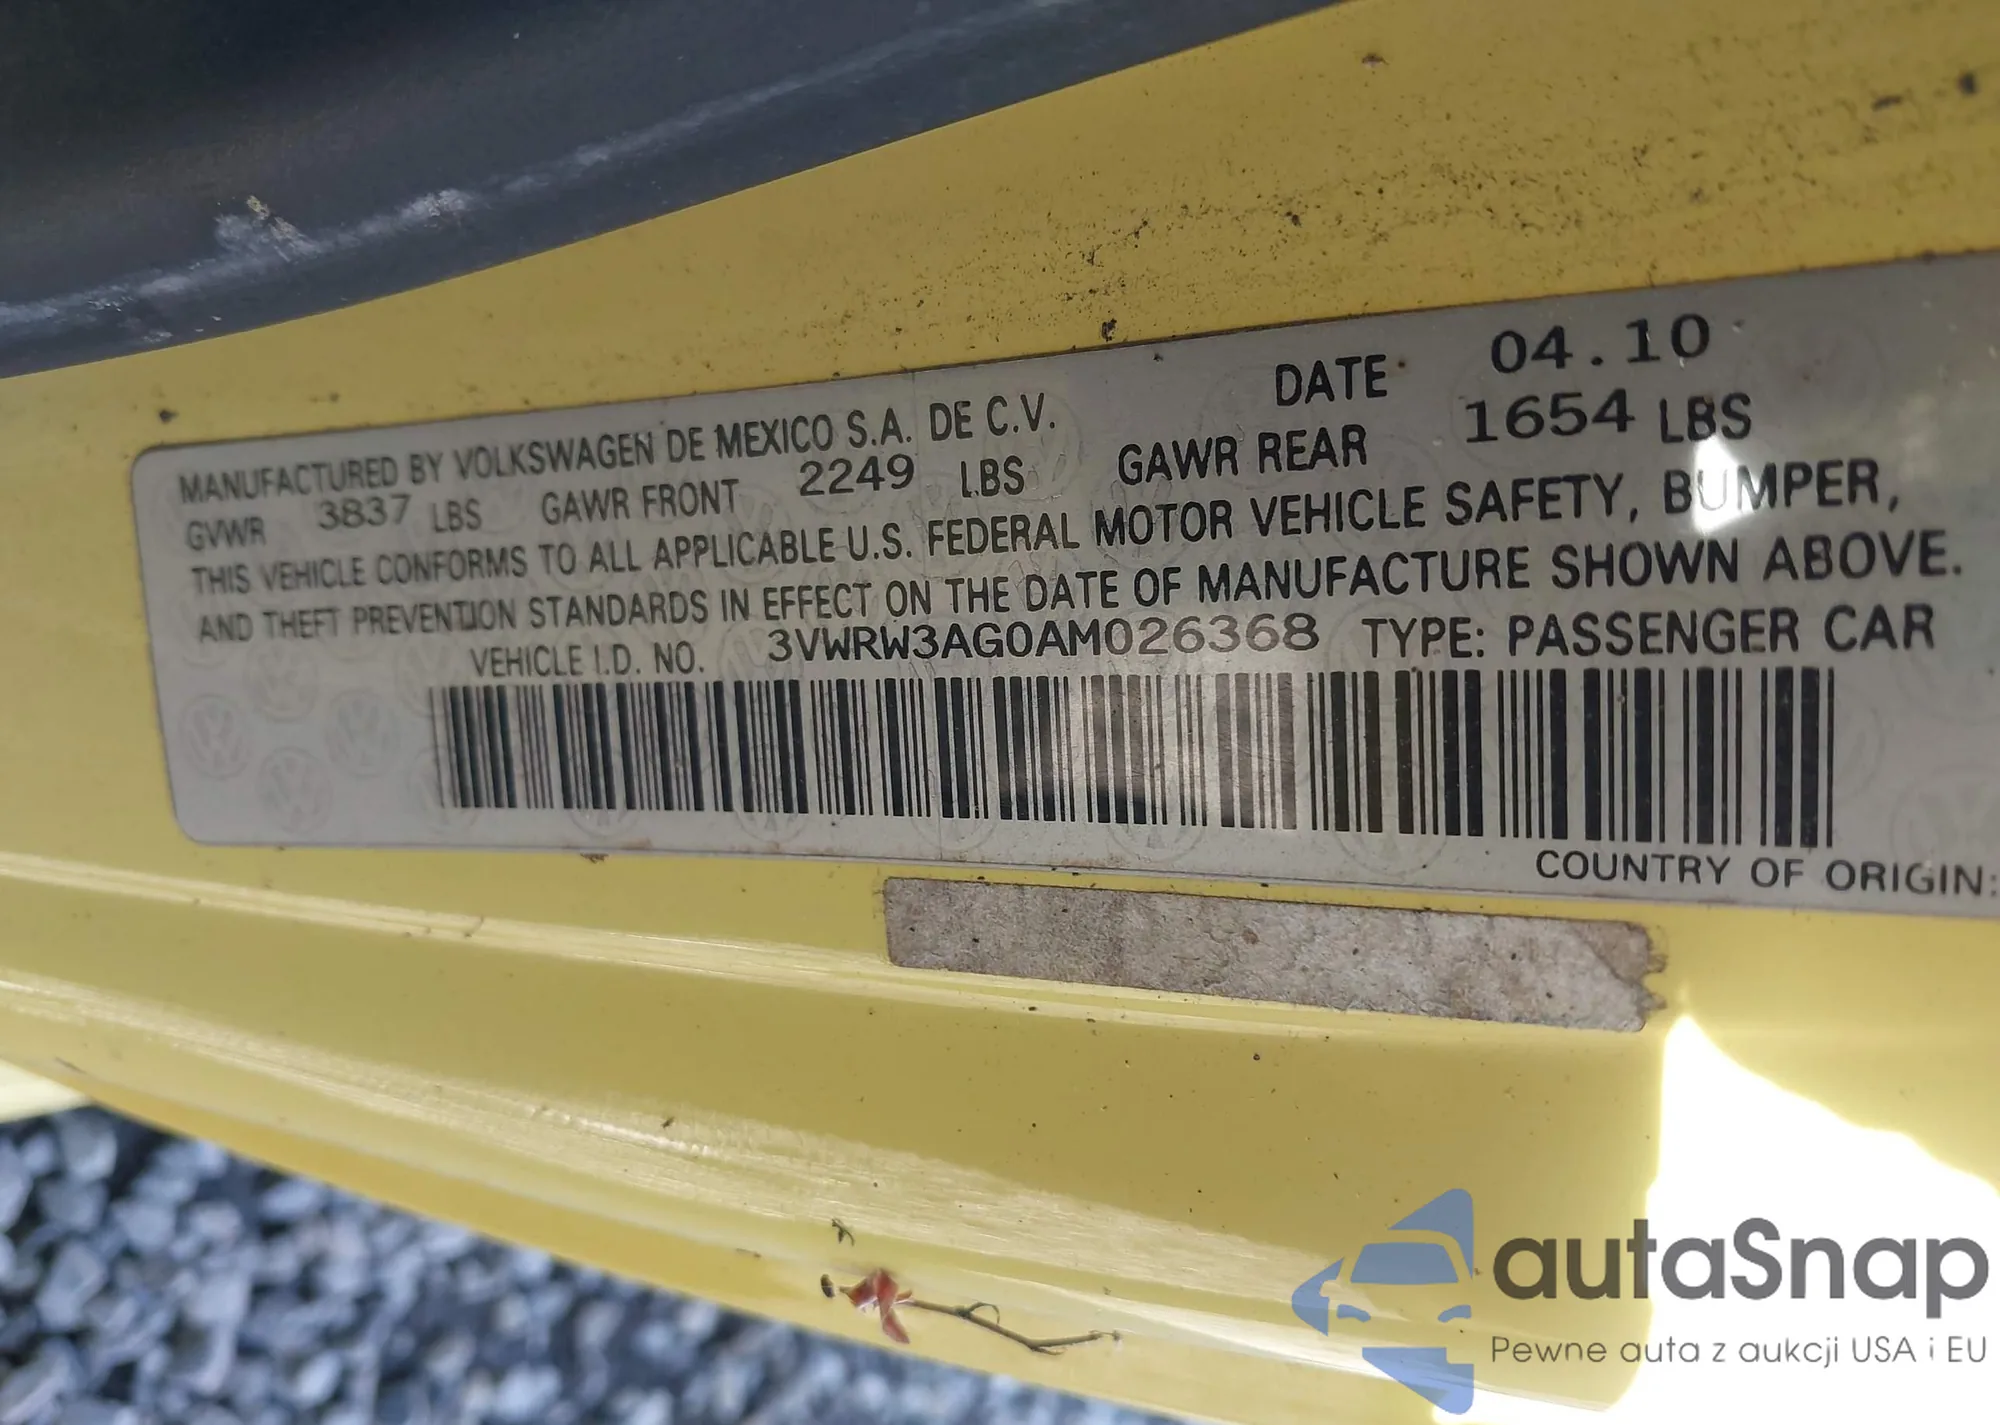 MANUFACTURED BY VOLKSWAGEN DE MEXICO S.A. DE C.V. DATE 04.10
GVWR 3837 LBS GAWR FRONT 2249 LBS GAWR REAR 1654 LBS
THIS VEHICLE CONFORMS TO ALL APPLICABLE U.S. FEDERAL MOTOR VEHICLE SAFETY, BUMPER,
AND THEFT PREVENTION STANDARDS IN EFFECT ON THE DATE OF MANUFACTURE SHOWN ABOVE.
VEHICLE I.D. NO. 3VWRW3AG0AM026368 TYPE: PASSENGER CAR
COUNTRY OF ORIGIN:
autaSnap
Pewne auta z aukcji USA i EU